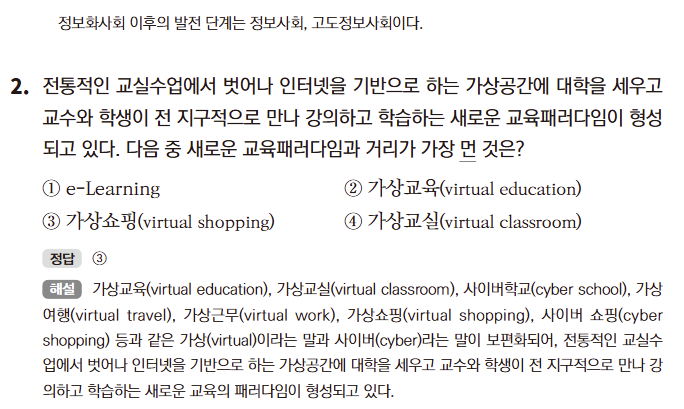 정보화사회 이후의 발전 단계는 정보사회, 고도정보사회이다.
2. 전통적인 교실수업에서 벗어나 인터넷을 기반으로 하는 가상공간에 대학을 세우고
교수와 학생이 전 지구적으로 만나 강의하고 학습하는 새로운 교육패러다임이 형성
되고 있다. 다음 중 새로운 교육패러다임과 거리가 가장 먼 것은?
① e-Learning ② 가상교육(virtual education)
③ 가상쇼핑(virtual shopping) ④ 가상교실(virtual classroom)
정답 ③
해설 가상교육(virtual education), 가상교실(virtual classroom), 사이버학교(cyber school), 가상
여행(virtual travel), 가상근무(virtual work), 가상쇼핑(virtual shopping), 사이버 쇼핑(cyber
shopping) 등과 같은 가상(virtual)이라는 말과 사이버(cyber)라는 말이 보편화되어, 전통적인 교실수
업에서 벗어나 인터넷을 기반으로 하는 가상공간에 대학을 세우고 교수와 학생이 전 지구적으로 만나 강
의하고 학습하는 새로운 교육의 패러다임이 형성되고 있다.